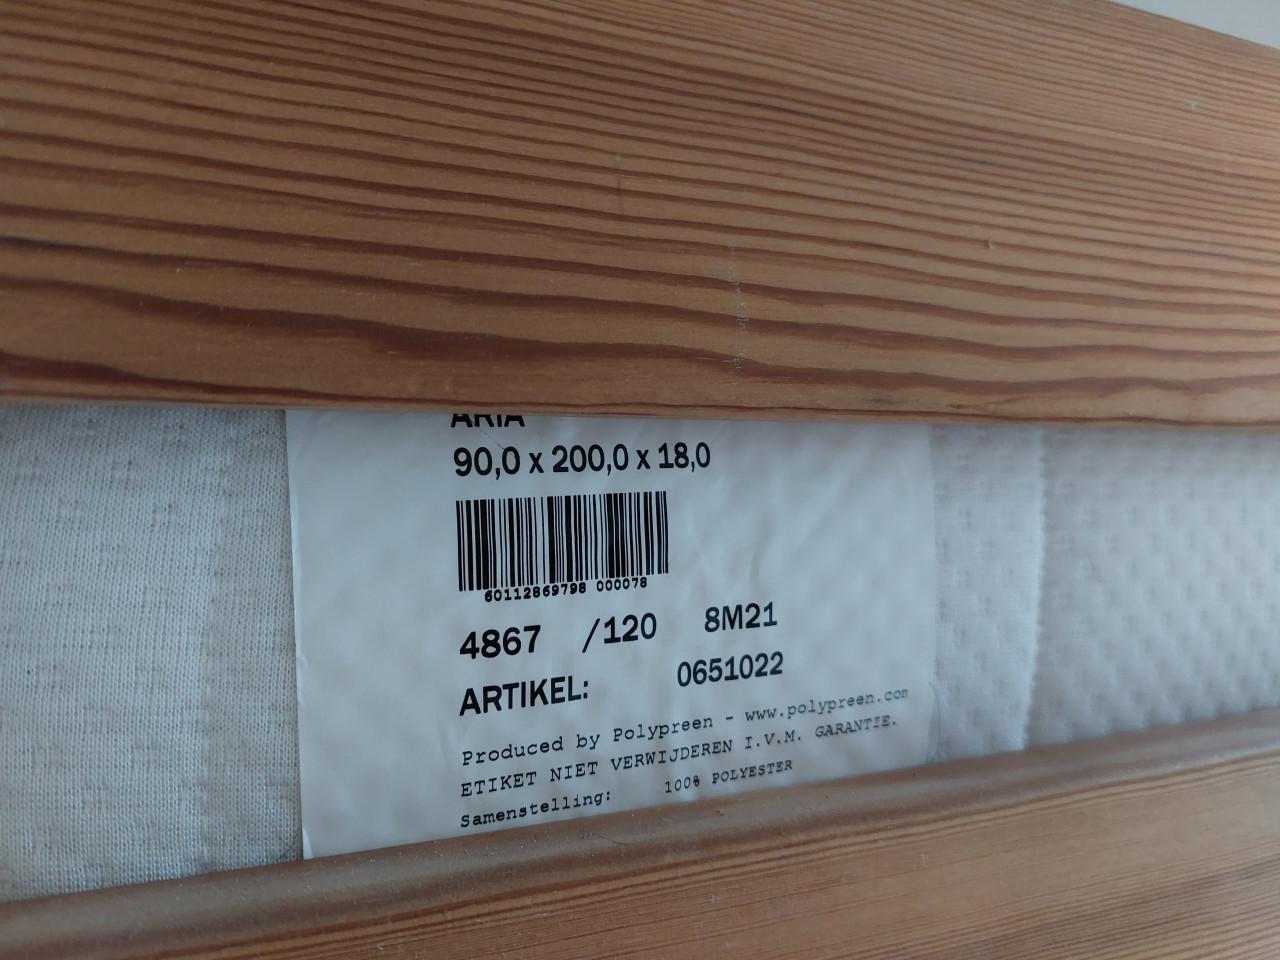 ARIA
90,0 x 200,0 x 18,0
60112869798 000078
4867 /120 8M21
ARTIKEL: 0651022
Produced by Polypreen - www.polypreen.com
ETIKET NIET VERWIJDEREN I.V.M. GARANTIE.
Samenstelling: 100% POLYESTER